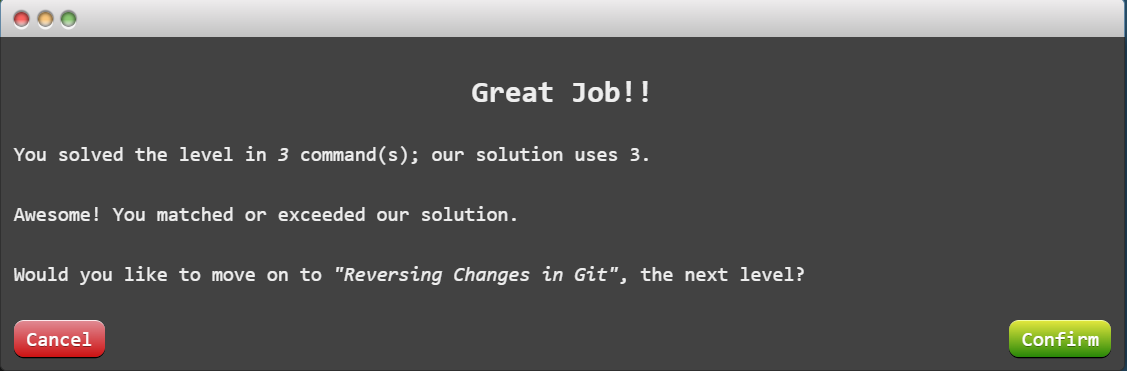 Great Job!!
You solved the level in 3 command(s); our solution uses 3.
Awesome! You matched or exceeded our solution.
Would you like to move on to "Reversing Changes in Git", the next level?
Cancel
Confirm